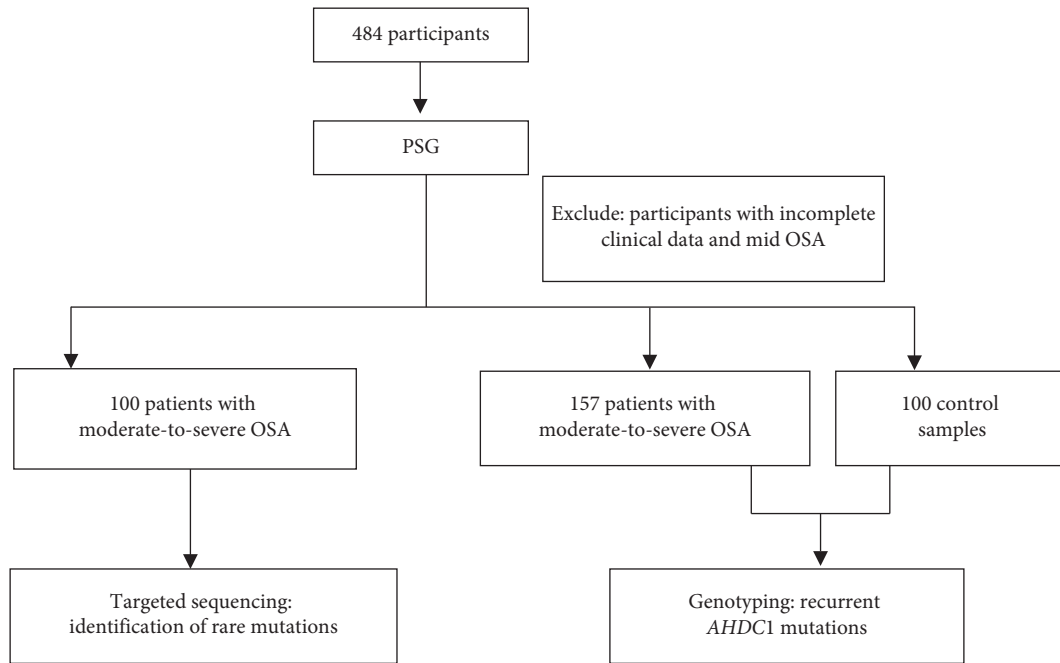 484 participants
PSG
Exclude: participants with incomplete
clinical data and mid OSA
100 patients with
moderate-to-severe OSA
157 patients with
moderate-to-severe OSA
100 control
samples
Targeted sequencing:
identification of rare mutations
Genotyping: recurrent
AHDC1 mutations